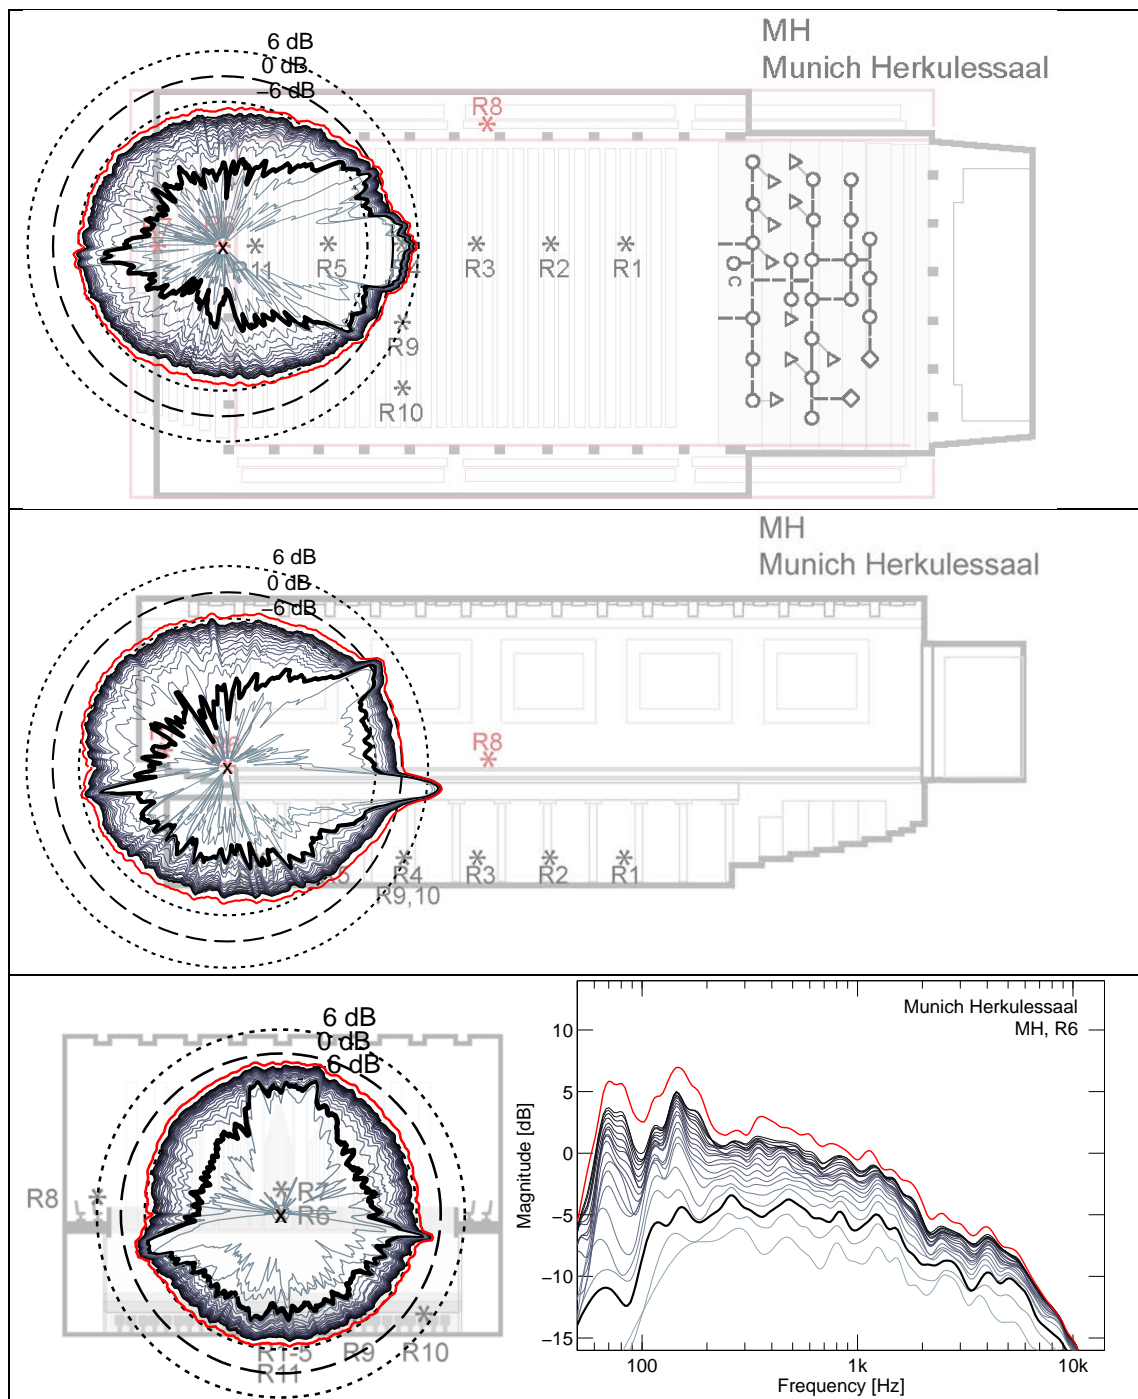 6 dB
0 dB
–6 dB
MH
Munich Herkulessaal
R8
R11
R5
R4
R3
R2
R1
R9
R10
C
MH
Munich Herkulessaal
6 dB
0 dB
–6 dB
R8
R4
R3
R2
R1
R9,10
6 dB
0 dB
–6 dB
R8
R7
R6
R1-5
R9
R10
R11
Munich Herkulessaal
MH, R6
Magnitude [dB]
10
5
0
–5
–10
–15
100
1k
10k
Frequency [Hz]